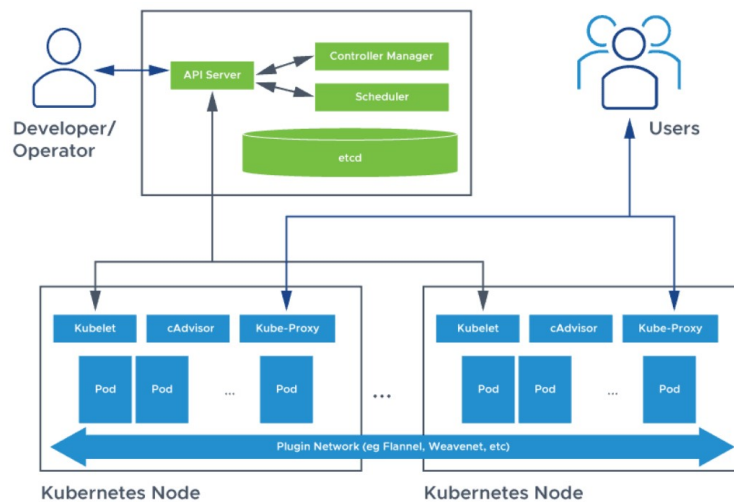 API Server
Controller Manager
Scheduler
etcd
Developer/
Operator
Users
Kubelet
cAdvisor
Kube-Proxy
Pod
Pod
...
Pod
...
Kubelet
cAdvisor
Kube-Proxy
Pod
Pod
...
Pod
Plugin Network (eg Flannel, Weavenet, etc)
Kubernetes Node
Kubernetes Node